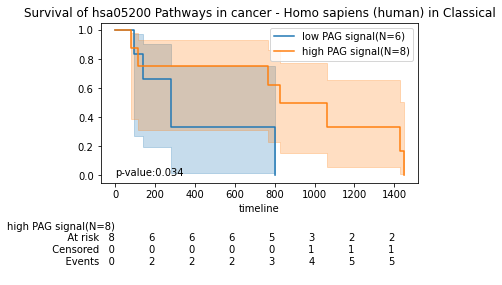 Survival of hsa05200 Pathways in cancer - Homo sapiens (human) in Classical
1.0
0.8
0.6
0.4
0.2
0.0
low PAG signal(N=6)
high PAG signal(N=8)
p-value:0.034
0 200 400 600 800 1000 1200 1400
timeline
high PAG signal(N=8)
At risk 8 6 6 6 5 3 2 2
Censored 0 0 0 0 0 1 1 1
Events 0 2 2 2 3 4 5 5